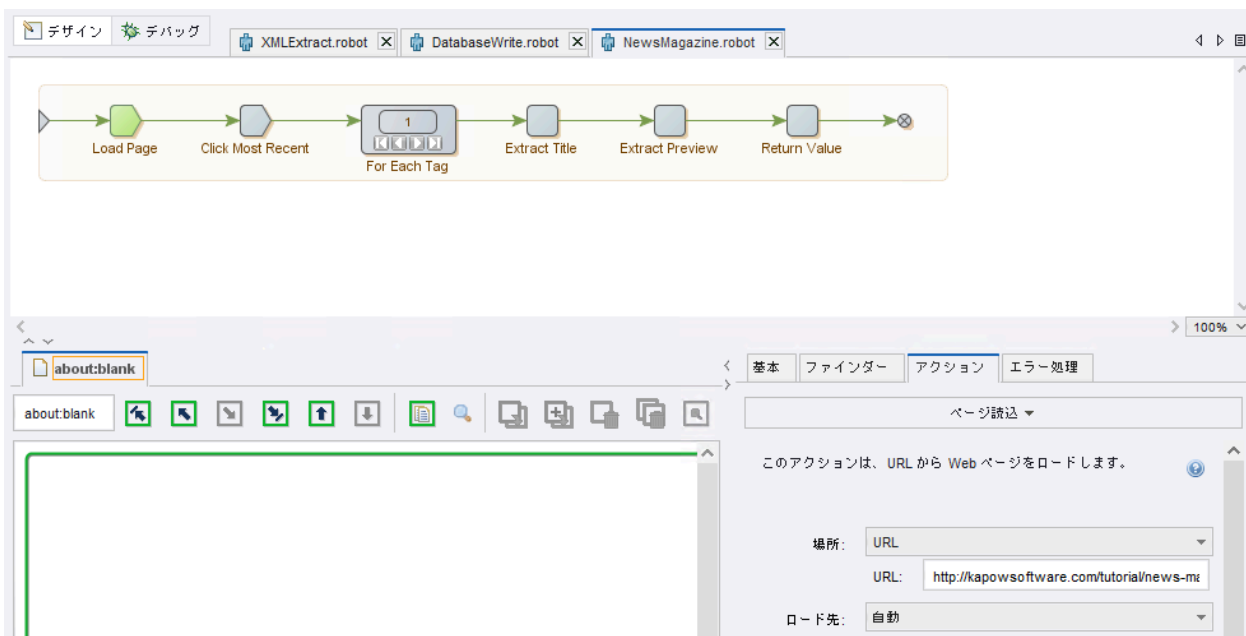 デザイン デバッグ
XMLExtract.robot DatabaseWrite.robot NewsMagazine.robot
1
Load Page Click Most Recent For Each Tag Extract Title Extract Preview Return Value
100%
about:blank
基本 ファインダー アクション エラー処理
about:blank
ページ読込
このアクションは、URL から Web ページをロードします。
場所: URL
URL: http://kapowsoftware.com/tutorial/news-ma
ロード先: 自動